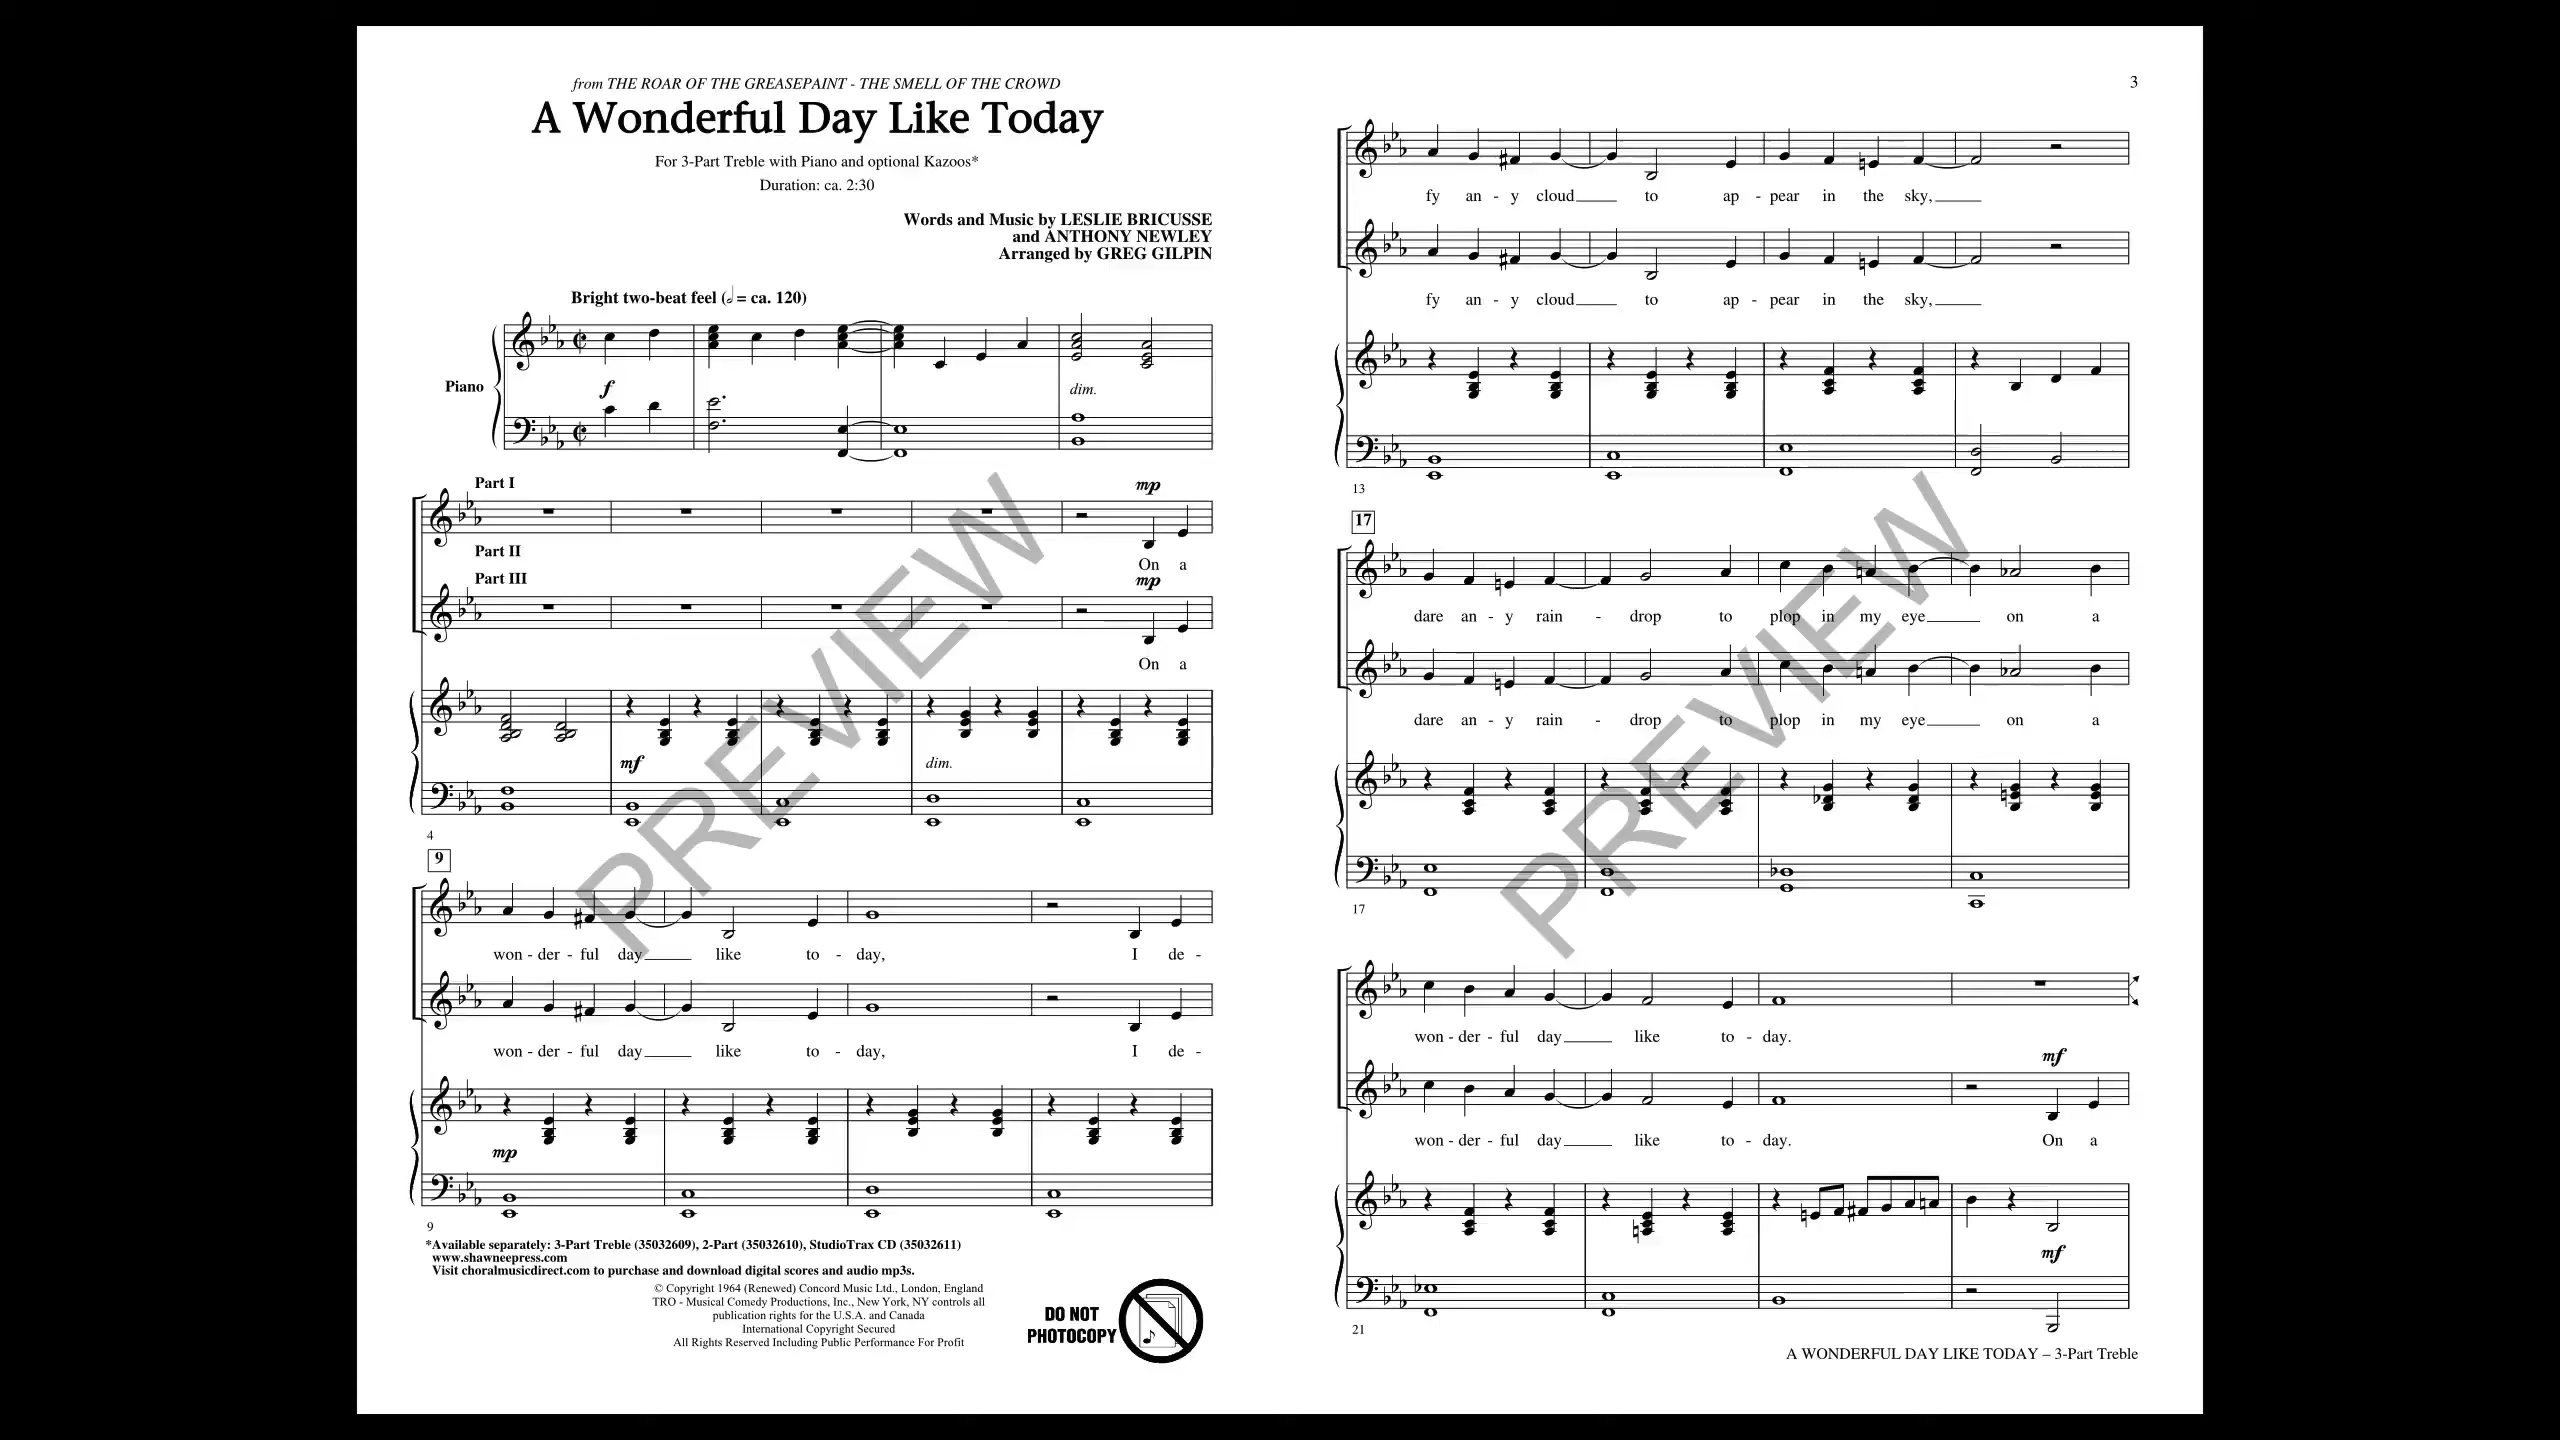 from THE ROAR OF THE GREASEPAINT - THE SMELL OF THE CROWD
A Wonderful Day Like Today
For 3-Part Treble with Piano and optional Kazoos*
Duration: ca. 2:30
Words and Music by LESLIE BRICUSSE
and ANTHONY NEWLEY
Arranged by GREG GILPIN
Bright two-beat feel (𝅗𝅥 = ca. 120)
Piano
f
dim.
Part I
mp
On a
Part II
Part III
mp
On a
mf
dim.
4
9
won - der - ful day like to - day, I de -
won - der - ful day like to - day, I de -
mp
9
*Available separately: 3-Part Treble (35032609), 2-Part (35032610), StudioTrax CD (35032611)
www.shawneepress.com
Visit choralmusicdirect.com to purchase and download digital scores and audio mp3s.
© Copyright 1964 (Renewed) Concord Music Ltd., London, England
TRO - Musical Comedy Productions, Inc., New York, NY controls all
publication rights for the U.S.A. and Canada
International Copyright Secured
All Rights Reserved Including Public Performance For Profit
DO NOT
PHOTOCOPY
PREVIEW
3
fy an - y cloud to ap - pear in the sky,
fy an - y cloud to ap - pear in the sky,
13
17
dare an - y rain - drop to plop in my eye on a
dare an - y rain - drop to plop in my eye on a
17
won - der - ful day like to - day.
mf
won - der - ful day like to - day. On a
mf
21
A WONDERFUL DAY LIKE TODAY – 3-Part Treble
PREVIEW